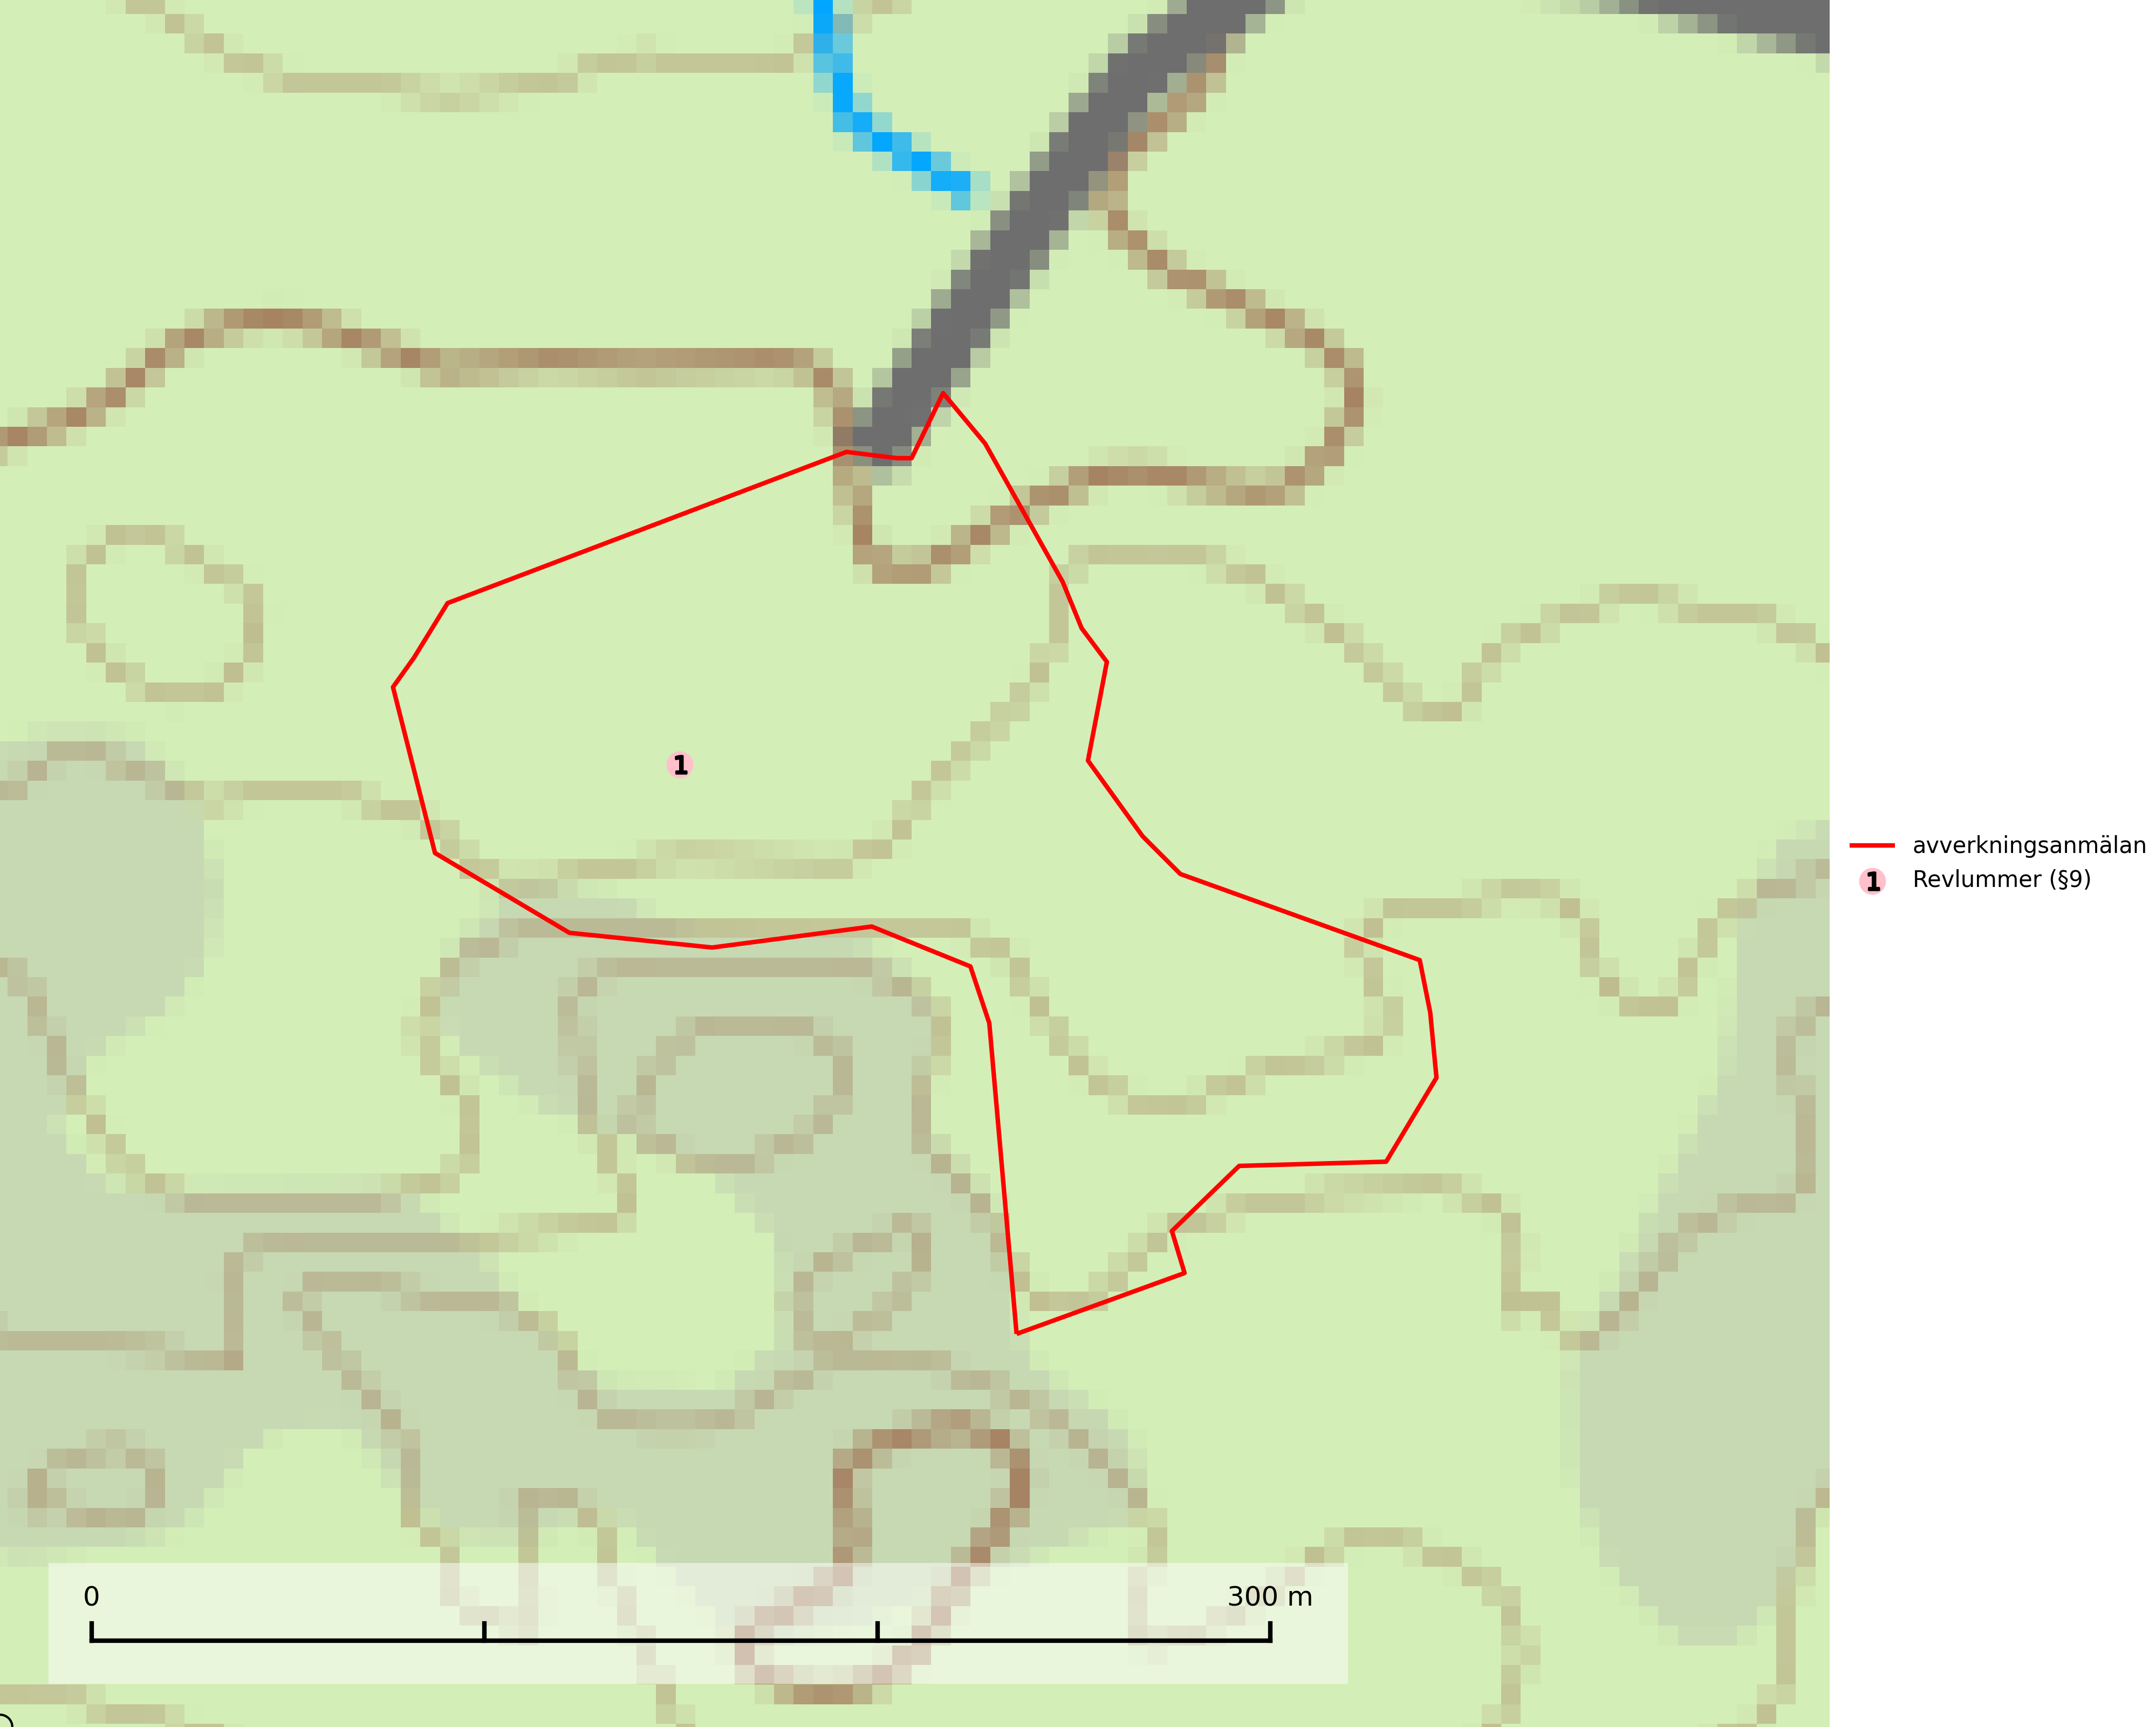 1
avverkningsanmälan
1 Revlummer (§9)
0 300 m